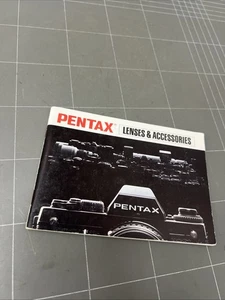 PENTAX LENSES & ACCESSORIES
PENTAX